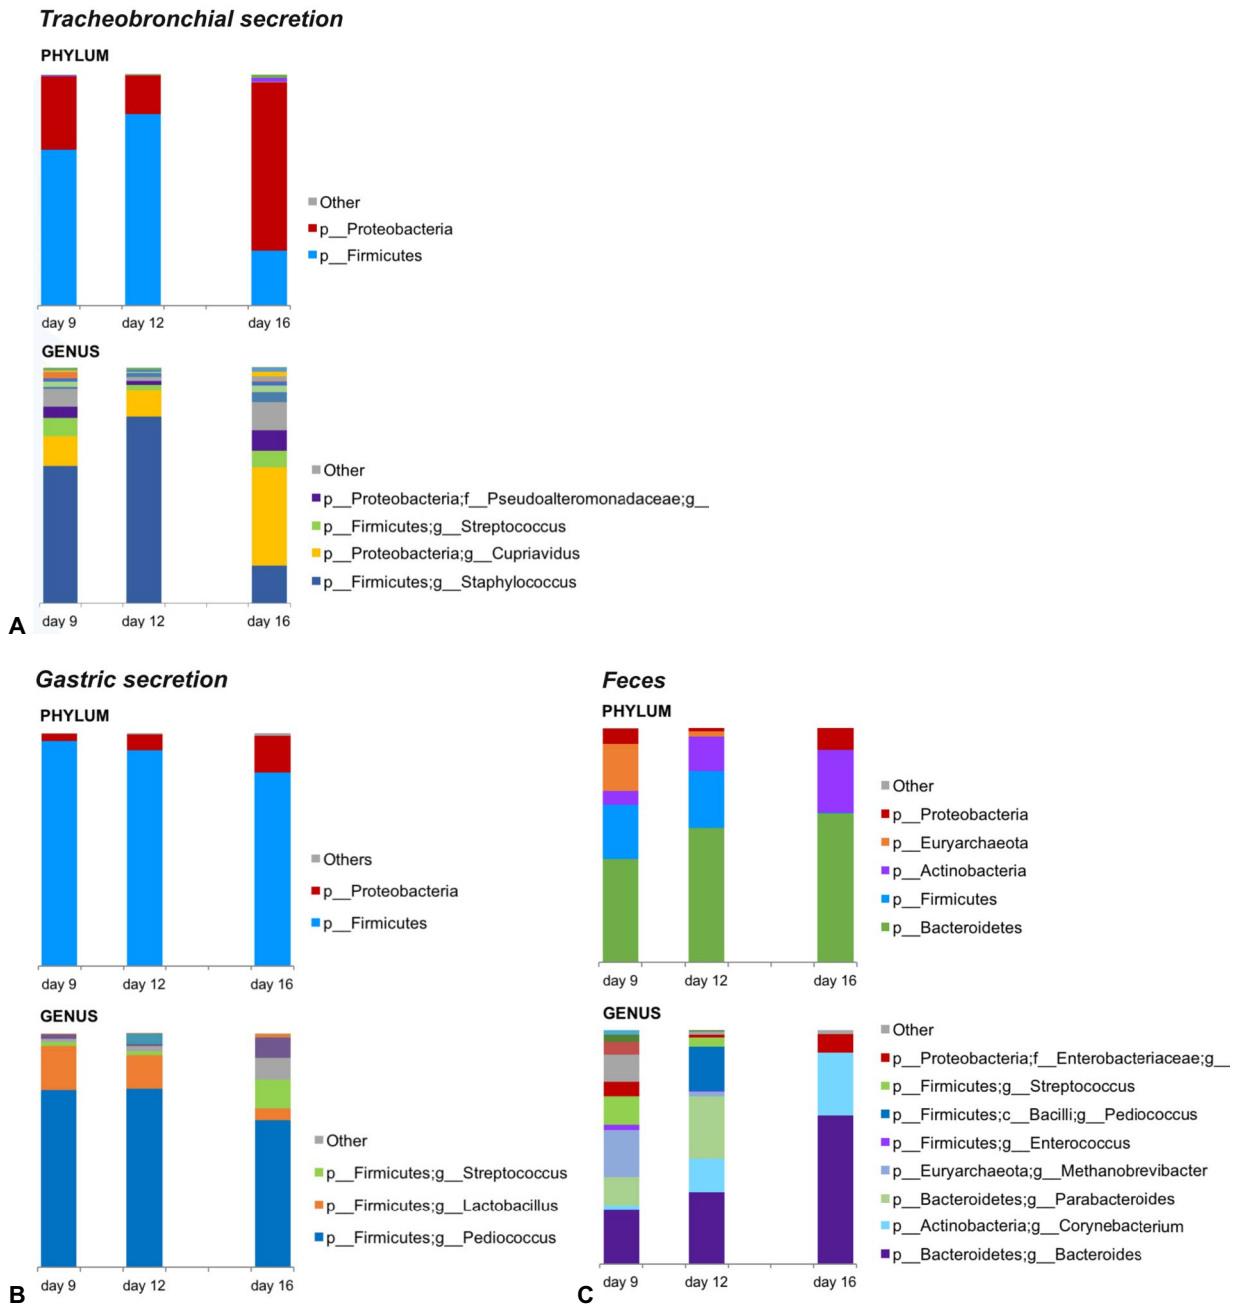 Tracheobronchial secretion
PHYLUM
Other
p__Proteobacteria
p__Firmicutes
day 9 day 12 day 16
GENUS
Other
p__Proteobacteria;f__Pseudoalteromonadaceae;g__
p__Firmicutes;g__Streptococcus
p__Proteobacteria;g__Cupriavidus
p__Firmicutes;g__Staphylococcus
day 9 day 12 day 16
A
Gastric secretion
PHYLUM
Others
p__Proteobacteria
p__Firmicutes
day 9 day 12 day 16
GENUS
Other
p__Firmicutes;g__Streptococcus
p__Firmicutes;g__Lactobacillus
p__Firmicutes;g__Pediococcus
day 9 day 12 day 16
B
Feces
PHYLUM
Other
p__Proteobacteria
p__Euryarchaeota
p__Actinobacteria
p__Firmicutes
p__Bacteroidetes
day 9 day 12 day 16
GENUS
Other
p__Proteobacteria;f__Enterobacteriaceae;g__
p__Firmicutes;g__Streptococcus
p__Firmicutes;c__Bacilli;g__Pediococcus
p__Firmicutes;g__Enterococcus
p__Euryarchaeota;g__Methanobrevibacter
p__Bacteroidetes;g__Parabacteroides
p__Actinobacteria;g__Corynebacterium
p__Bacteroidetes;g__Bacteroides
day 9 day 12 day 16
C